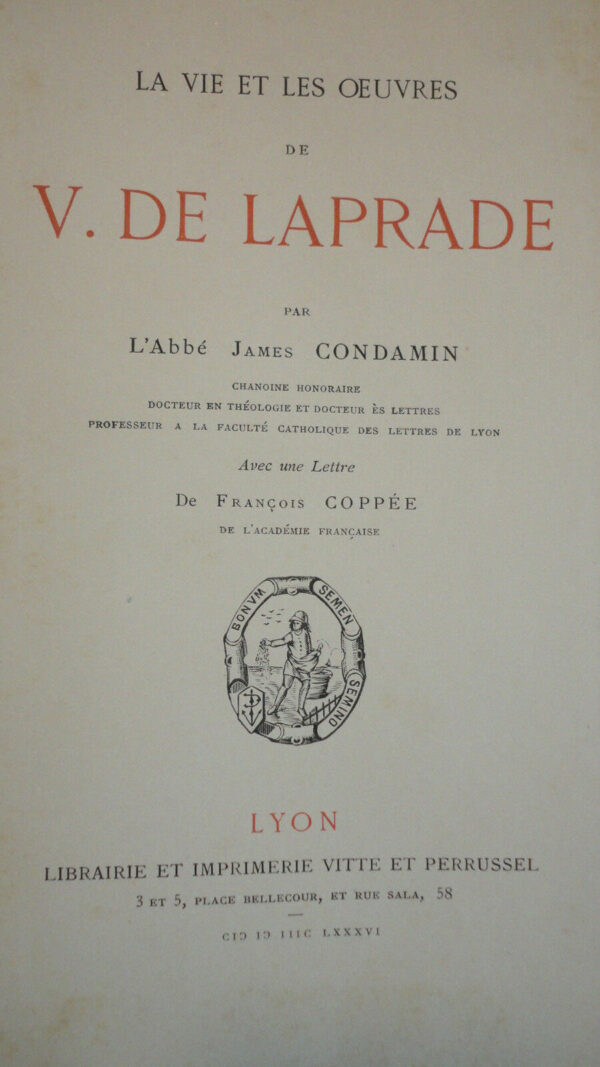 LA VIE ET LES OEUVRES
DE
V. DE LAPRADE
PAR
L'Abbé James CONDAMIN
CHANOINE HONORAIRE
DOCTEUR EN THÉOLOGIE ET DOCTEUR ÈS LETTRES
PROFESSEUR A LA FACULTÉ CATHOLIQUE DES LETTRES DE LYON
Avec une Lettre
De François COPPÉE
DE L'ACADÉMIE FRANÇAISE
BONVM SEMEN SEMINO
LYON
LIBRAIRIE ET IMPRIMERIE VITTE ET PERRUSSEL
3 ET 5, PLACE BELLECOUR, ET RUE SALA, 58
CIƆ IƆ IIIC LXXXVI